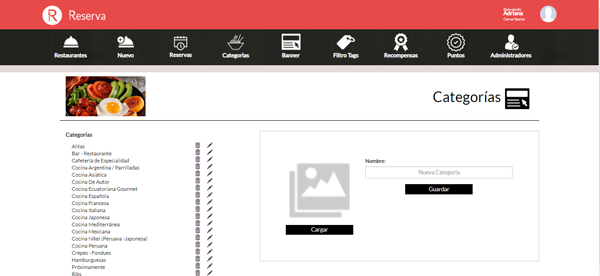 Reserva
Bienvenido
Adriana
Cerrar Sesión
Restaurantes
Nuevo
Reservas
Categorías
Banner
Filtro Tags
Recompensas
Puntos
Administradores
Categorías
Categorías
Alitas
Bar - Restaurante
Cafetería de Especialidad
Cocina Argentina / Parrilladas
Cocina Asiática
Cocina De Autor
Cocina Ecuatoriana Gourmet
Cocina Española
Cocina Francesa
Cocina Italiana
Cocina Japonesa
Cocina Mediterránea
Cocina Mexicana
Cocina Nikei (Peruana -Japonesa)
Cocina Peruana
Crepes - Fondues
Hamburguesas
Próximamente
Ribs
Nombre:
Nueva Categoría
Guardar
Cargar